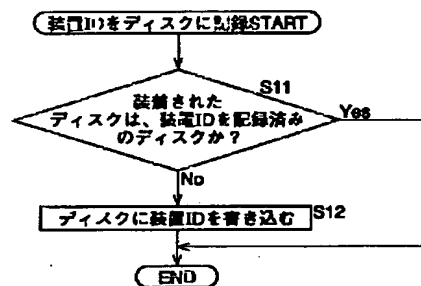 装置IDをディスクに記録START
S11
装着された
ディスクは、装置IDを記録済み
のディスクか？
Yes
No
ディスクに装置IDを書き込む
S12
END